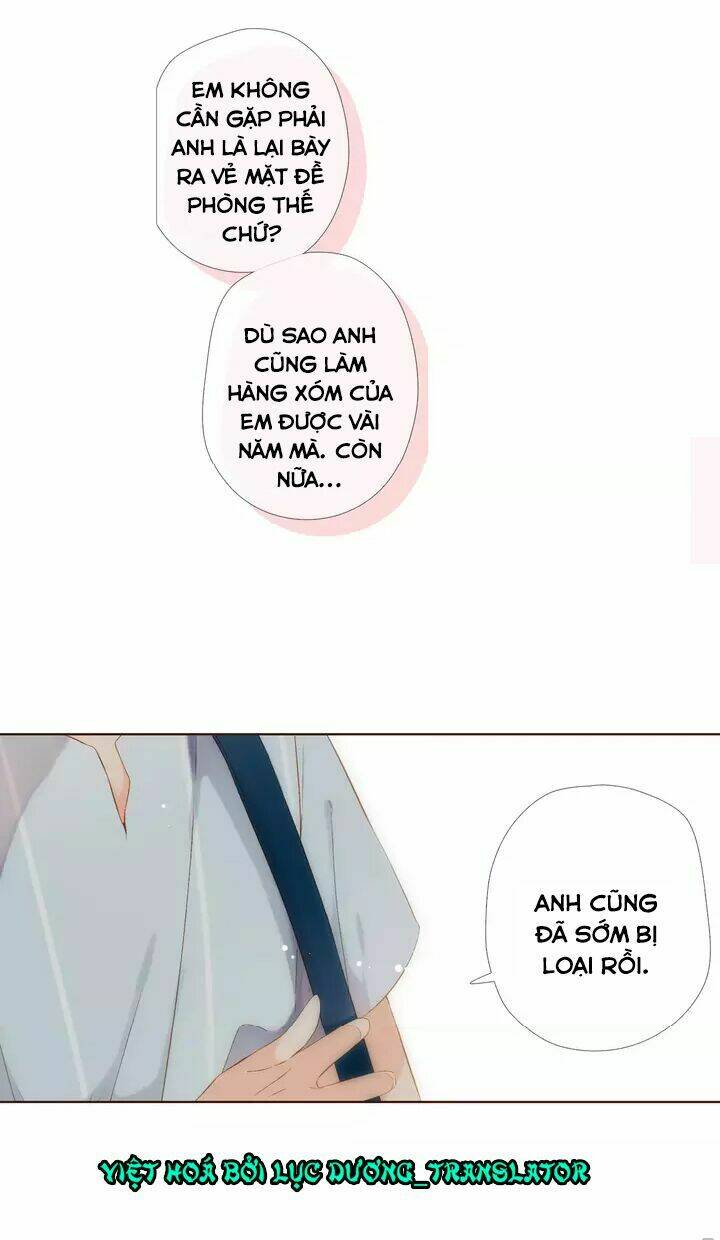 EM KHÔNG
CẦN GẶP PHẢI
ANH LÀ LẠI BÀY
RA VẺ MẶT ĐỀ
PHÒNG THẾ
CHỨ?
DÙ SAO ANH
CŨNG LÀM
HÀNG XÓM CỦA
EM ĐƯỢC VÀI
NĂM MÀ. CÒN
NỮA...
ANH CŨNG
ĐÃ SỚM BỊ
LOẠI RỒI.
VIỆT HOÁ BỞI LỤC DƯƠNG_TRANSLATOR